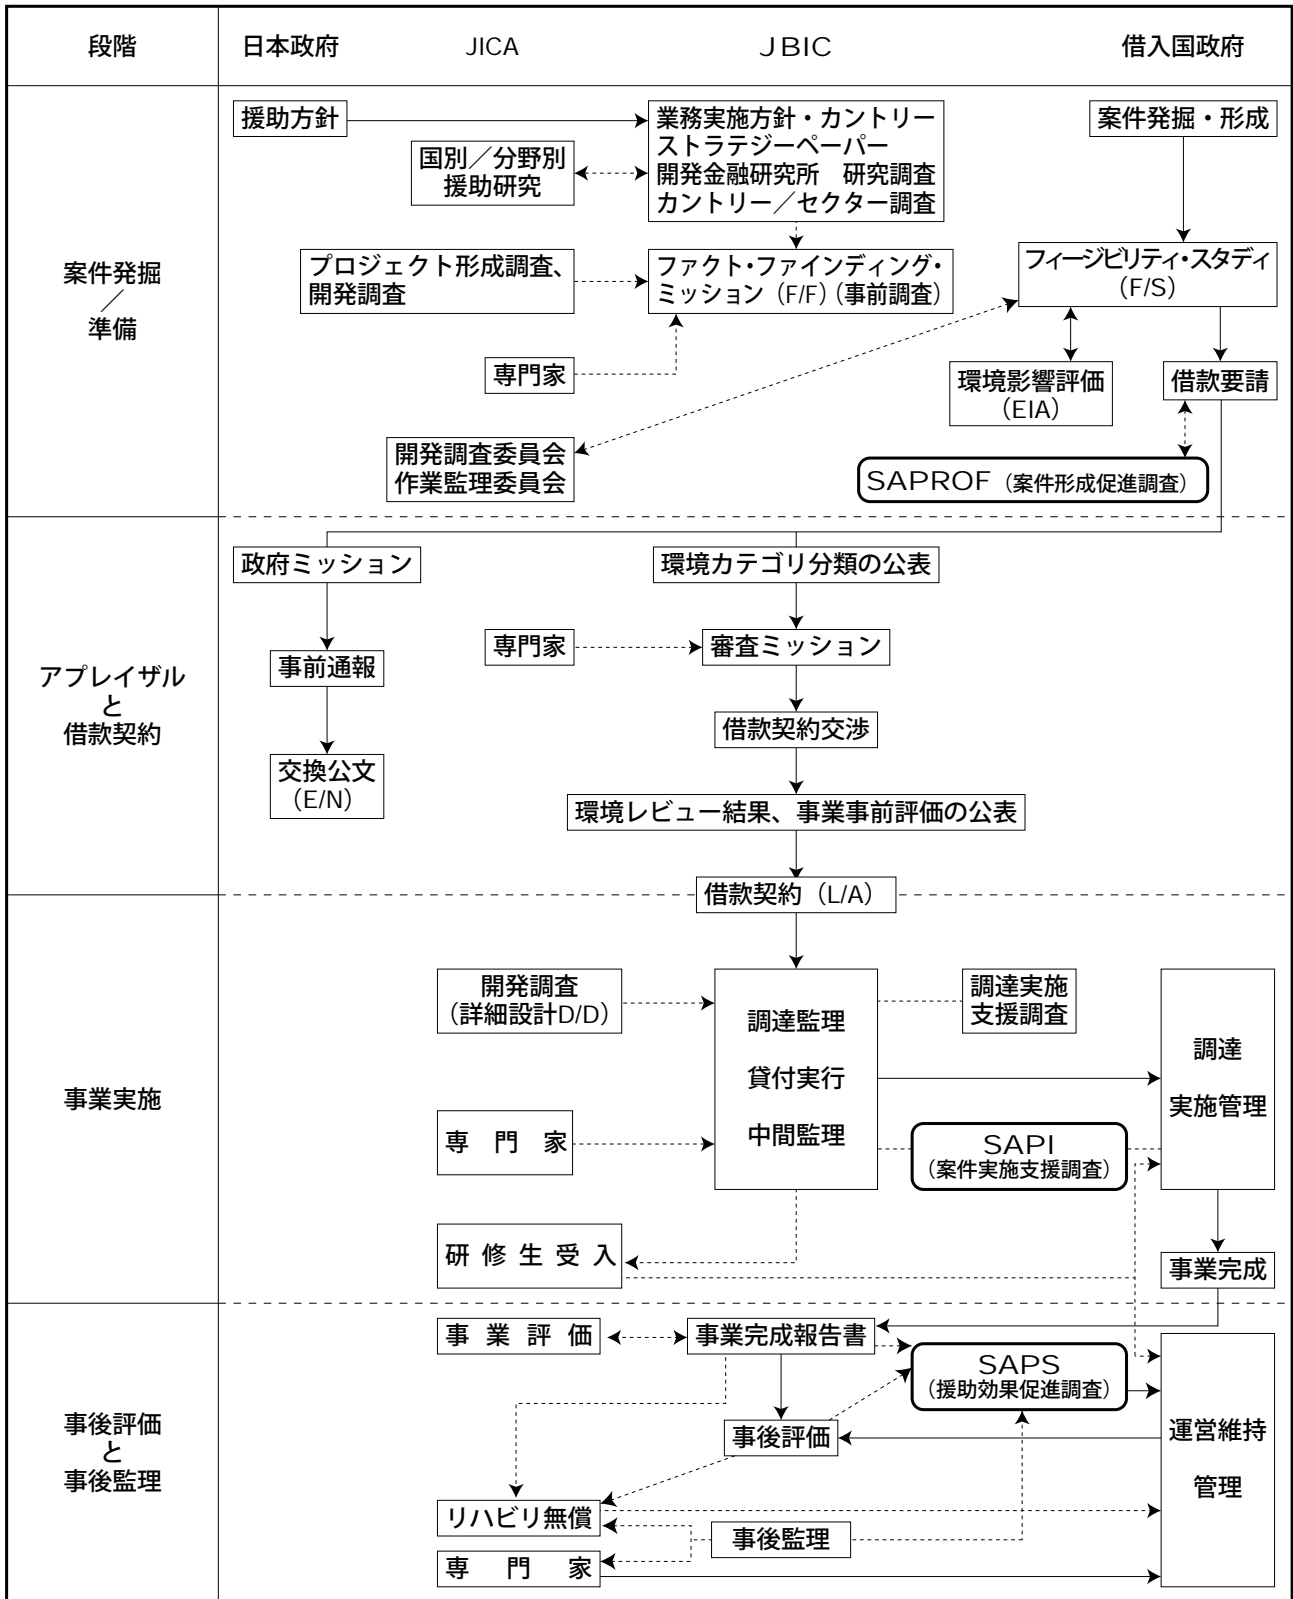 段階
日本政府
JICA
JBIC
借入国政府
案件発掘
／
準備
援助方針
業務実施方針・カントリー
ストラテジーペーパー
開発金融研究所　研究調査
カントリー／セクター調査
案件発掘・形成
国別／分野別
援助研究
プロジェクト形成調査、
開発調査
ファクト・ファインディング・
ミッション（F/F）（事前調査）
フィージビリティ・スタディ
（F/S）
専門家
環境影響評価
（EIA）
借款要請
開発調査委員会
作業監理委員会
SAPROF（案件形成促進調査）
アプレイザル
と
借款契約
政府ミッション
環境カテゴリ分類の公表
専門家
審査ミッション
事前通報
借款契約交渉
交換公文
（E/N）
環境レビュー結果、事業事前評価の公表
借款契約（L/A）
事業実施
開発調査
（詳細設計D/D）
調達監理
貸付実行
中間監理
調達実施
支援調査
調達
実施管理
専門家
SAPI
（案件実施支援調査）
研修生受入
事業完成
事後評価
と
事後監理
事業評価
事業完成報告書
SAPS
（援助効果促進調査）
事後評価
運営維持
管理
リハビリ無償
事後監理
専門家